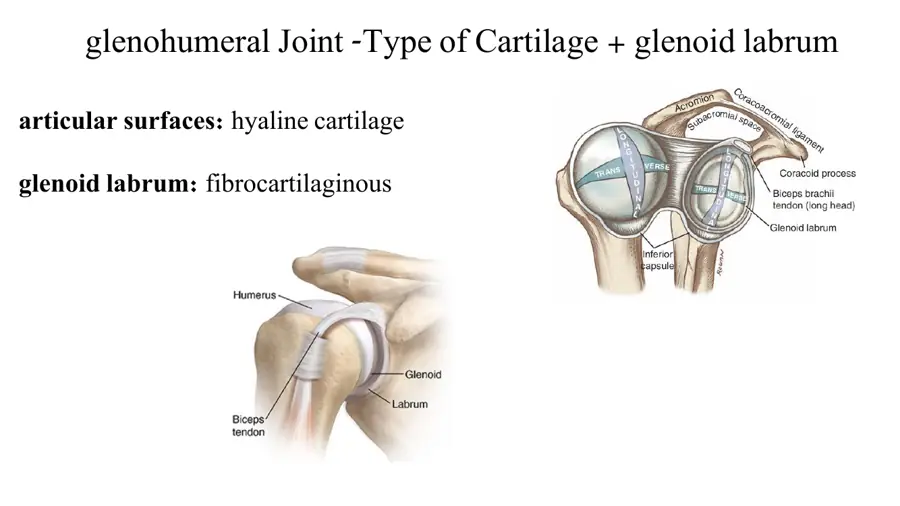 glenohumeral Joint -Type of Cartilage + glenoid labrum
articular surfaces: hyaline cartilage
glenoid labrum: fibrocartilaginous
Acromion
Coracoacromial ligament
Subacromial space
LONGITUDINAL
TRANSVERSE
LONGITUDINAL
TRANSVERSE
Coracoid process
Biceps brachii
tendon (long head)
Glenoid labrum
Inferior
capsule
Humerus
Glenoid
Labrum
Biceps
tendon